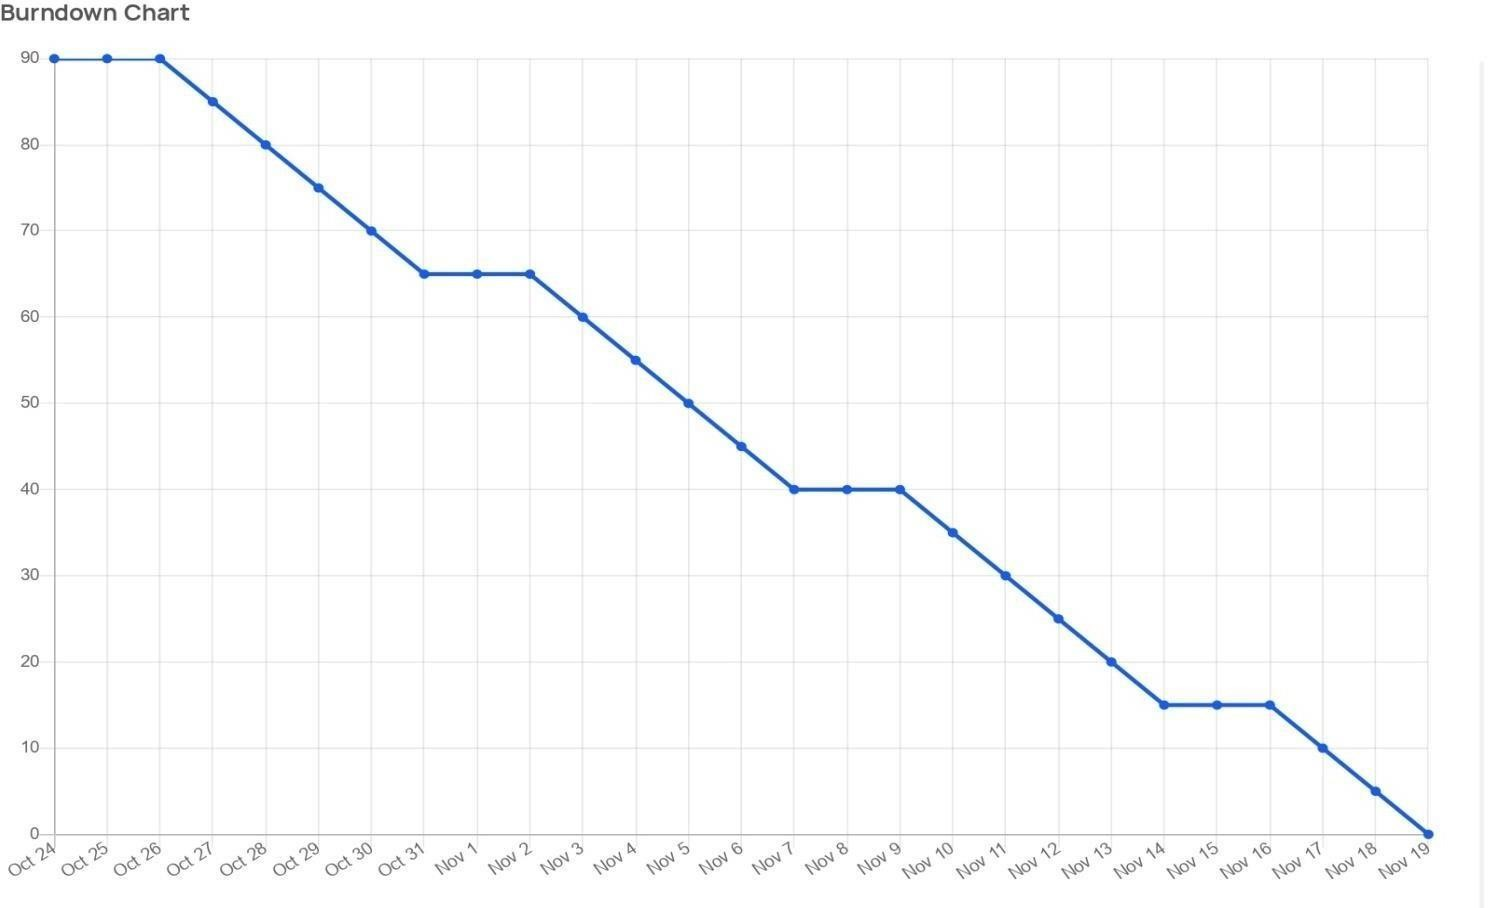 Burndown Chart
90
80
70
60
50
40
30
20
10
0
Oct 24
Oct 25
Oct 26
Oct 27
Oct 28
Oct 29
Oct 30
Oct 31
Nov 1
Nov 2
Nov 3
Nov 4
Nov 5
Nov 6
Nov 7
Nov 8
Nov 9
Nov 10
Nov 11
Nov 12
Nov 13
Nov 14
Nov 15
Nov 16
Nov 17
Nov 18
Nov 19